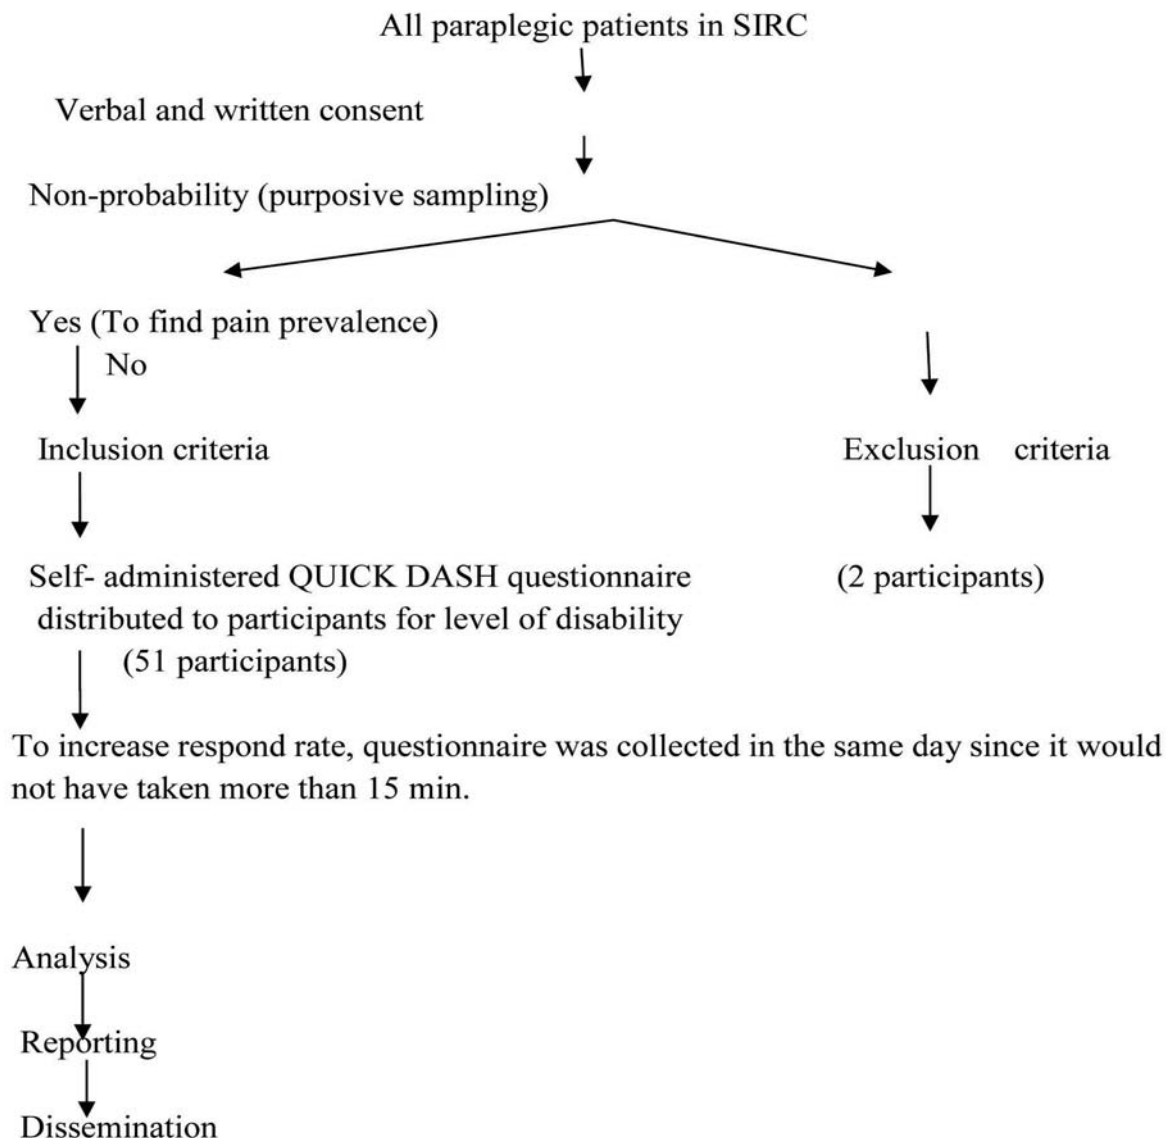 All paraplegic patients in SIRC
Verbal and written consent
Non-probability (purposive sampling)
Yes (To find pain prevalence)
No
Inclusion criteria
Exclusion criteria
Self- administered QUICK DASH questionnaire
distributed to participants for level of disability
(51 participants)
(2 participants)
To increase respond rate, questionnaire was collected in the same day since it would
not have taken more than 15 min.
Analysis
Reporting
Dissemination